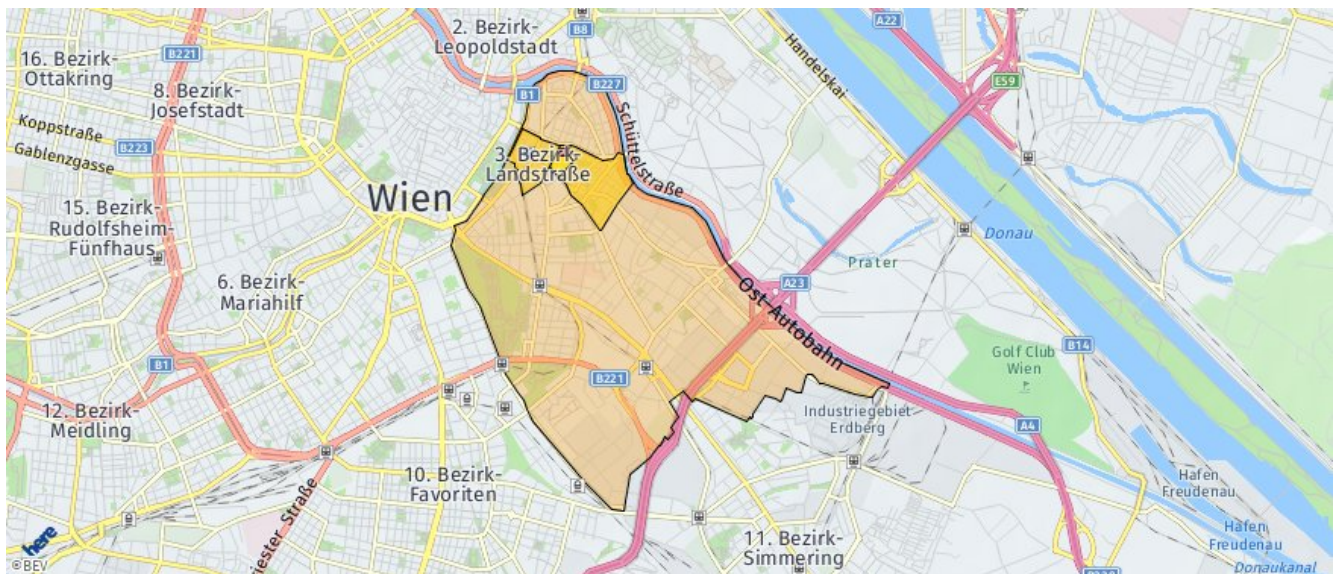 2. Bezirk-
Leopoldstadt
B8
A22
B221
16. Bezirk-
Ottakring
8. Bezirk-
Josefstadt
Handelskai
E59
B1
B227
Koppstraße
B223
Gablenzgasse
Schüttelstraße
3. Bezirk-
Landstraße
Wien
15. Bezirk-
Rudolfsheim-
Fünfhaus
6. Bezirk-
Mariahilf
Donau
Prater
A23
Ost Autobahn
Golf Club
Wien
B14
B1
B221
12. Bezirk-
Meidling
Industriegebiet
Erdberg
A4
10. Bezirk-
Favoriten
Hafen
Freudenau
11. Bezirk-
Simmering
Hafen
Freudenau
Donaukanal
here
©BEV